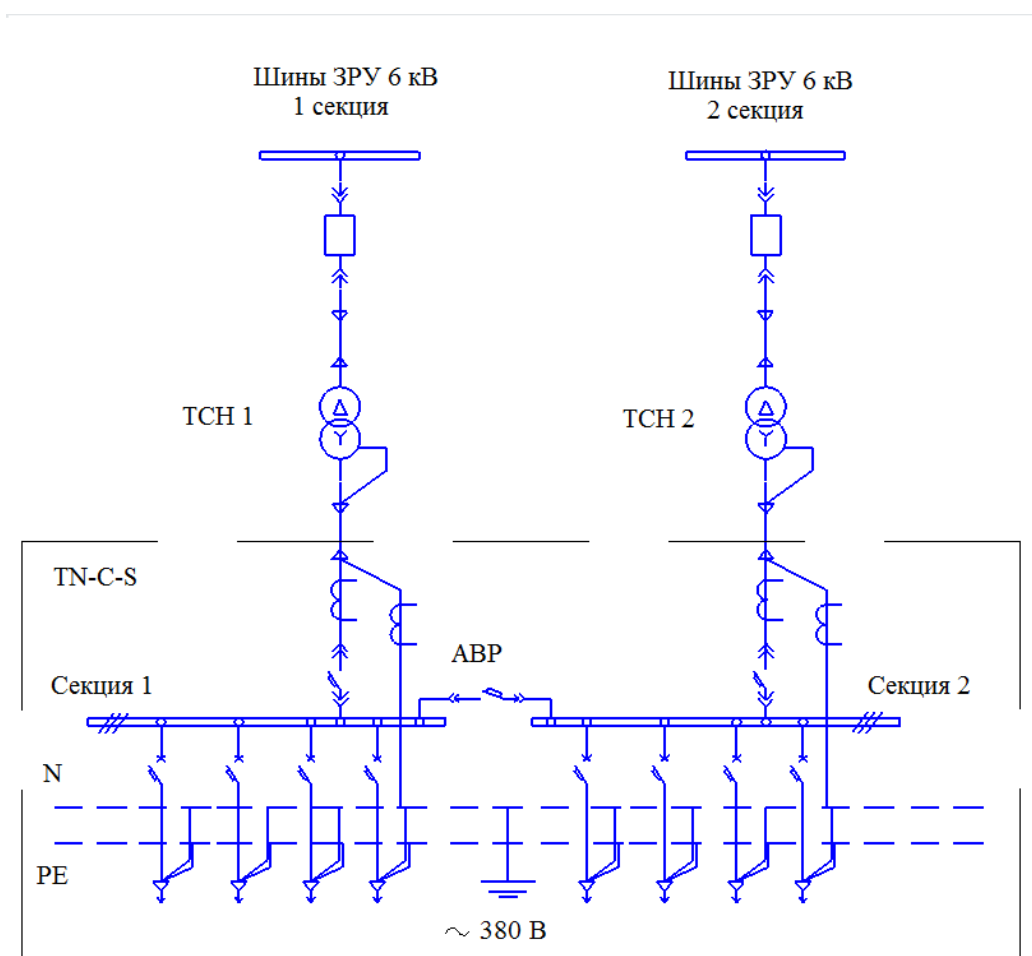 Шины ЗРУ 6 кВ
1 секция
Шины ЗРУ 6 кВ
2 секция
ТСН 1
ТСН 2
TN-C-S
АВР
Секция 1
Секция 2
N
PE
~ 380 В